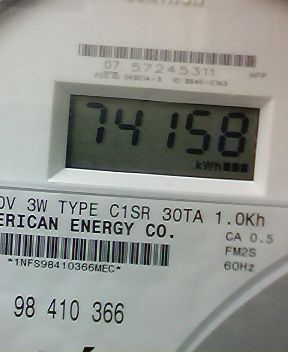 07 57245311
74158
kWh
0V 3W TYPE C1SR 30TA 1.0Kh
ERICAN ENERGY CO.
CA 0.5
FM2S
60Hz
*1NFS98410366MEC*
98 410 366